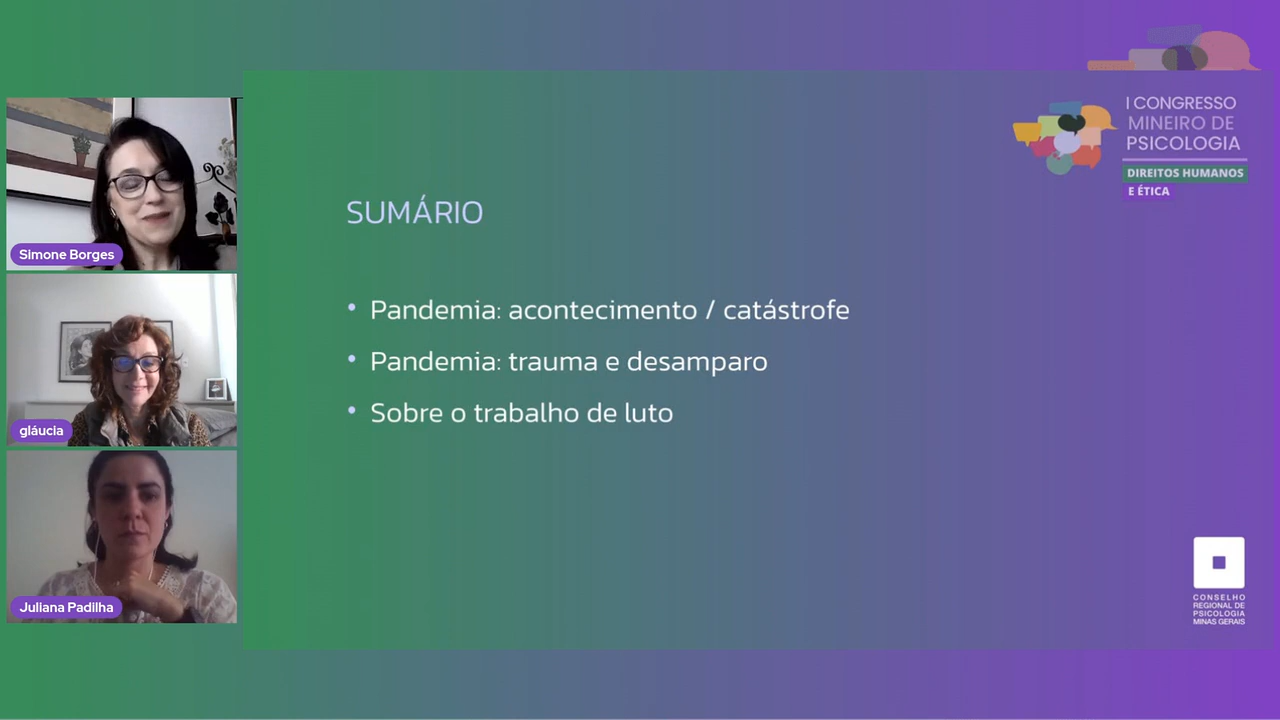 I CONGRESSO
MINEIRO DE
PSICOLOGIA
DIREITOS HUMANOS
E ÉTICA
SUMÁRIO
• Pandemia: acontecimento / catástrofe
• Pandemia: trauma e desamparo
• Sobre o trabalho de luto
Simone Borges
gláucia
Juliana Padilha
CONSELHO
REGIONAL DE
PSICOLOGIA
MINAS GERAIS